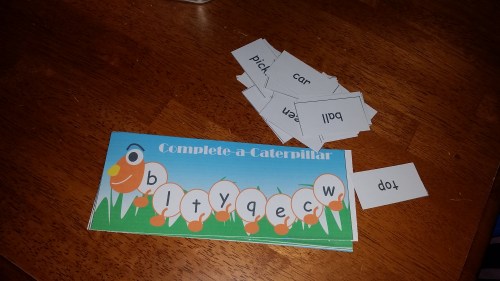 pick
car
ball
Complete-a-Caterpillar
b l t y q e c w
top